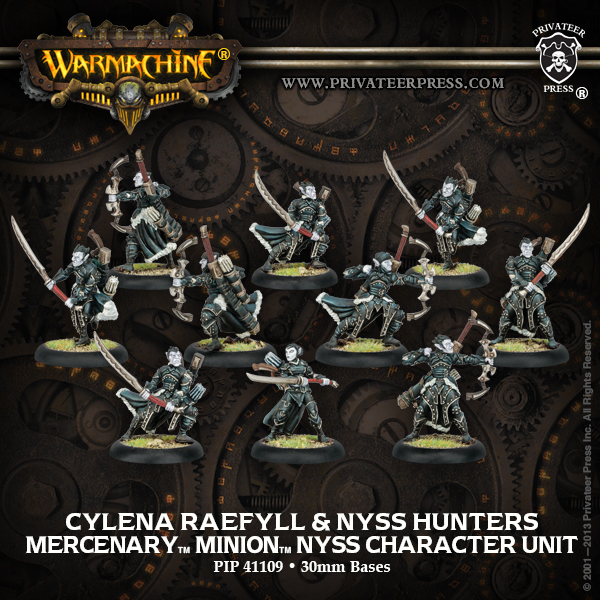 WARMACHINE®
PRIVATEER
PRESS®
WWW.PRIVATEERPRESS.COM
CYLENA RAEFYLL & NYSS HUNTERS
MERCENARY™ MINION™ NYSS CHARACTER UNIT
PIP 41109 • 30mm Bases
© 2001–2013 Privateer Press Inc. All Rights Reserved.